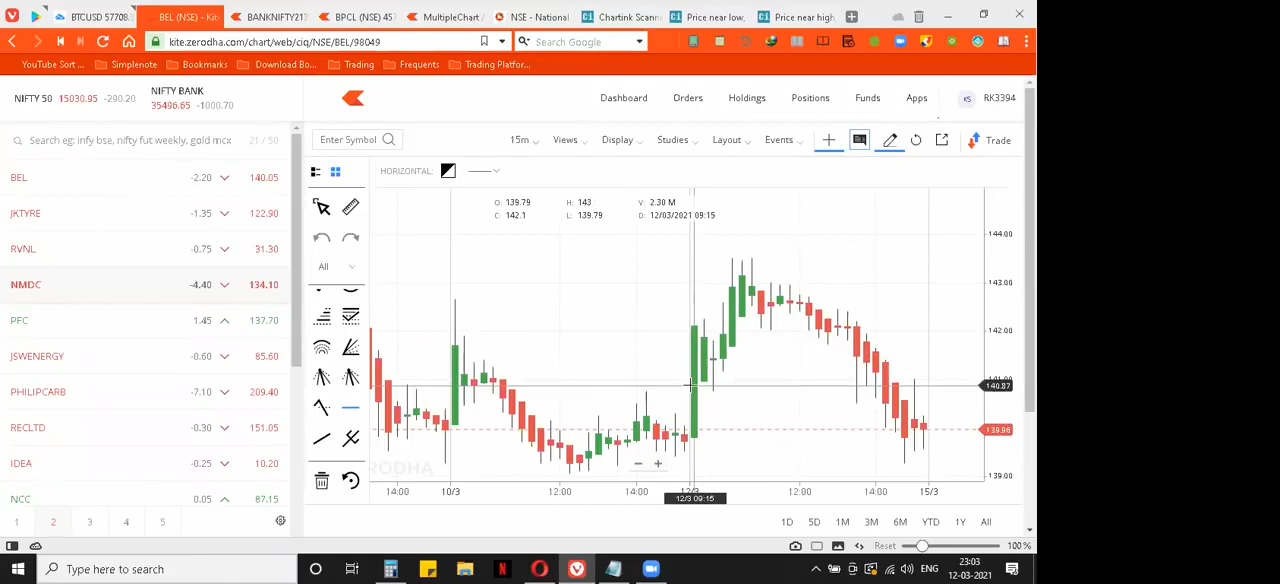 BTCUSD 57708.
BEL (NSE) - Kit
BANKNIFTY213
BPCL (NSE) 457
MultipleChart /
NSE - National
Chartink Scann
Price near low,
Price near high,
kite.zerodha.com/chart/web/ciq/NSE/BEL/98049
Search Google
YouTube Sort ...
Simplenote
Bookmarks
Download Bo...
Trading
Frequents
Trading Platfor...
NIFTY 50 15030.95 -290.20
NIFTY BANK
35496.65 -1000.70
Dashboard
Orders
Holdings
Positions
Funds
Apps
KS
RK3394
Search eg: infy bse, nifty fut weekly, gold mcx
21 / 50
Enter Symbol
15m
Views
Display
Studies
Layout
Events
Trade
HORIZONTAL:
BEL -2.20 140.05
JKTYRE -1.35 122.90
RVNL -0.75 31.30
NMDC -4.40 134.10
PFC 1.45 137.70
JSWENERGY -0.60 85.60
PHILIPCARB -7.10 209.40
RECLTD -0.30 151.05
IDEA -0.25 10.20
NCC 0.05 87.15
1 2 3 4 5
All
O: 139.79 H: 143 V: 2.30 M
C: 142.1 L: 139.79 D: 12/03/2021 09:15
144.00
143.00
142.00
140.87
139.96
139.00
14:00
10/3
12:00
14:00
12/3
12:00
14:00
15/3
12/3 09:15
1D 5D 1M 3M 6M YTD 1Y All
Reset
100 %
Type here to search
ENG
23:03
12-03-2021